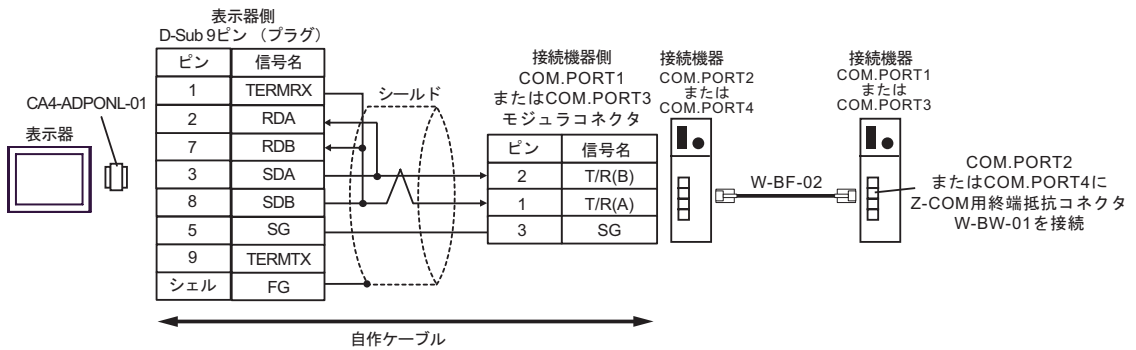 表示器側
D-Sub 9ピン （プラグ）
ピン 信号名
1 TERMRX
2 RDA
7 RDB
3 SDA
8 SDB
5 SG
9 TERMTX
シェル FG
CA4-ADPONL-01
表示器
シールド
接続機器側
COM.PORT1
またはCOM.PORT3
モジュラコネクタ
ピン 信号名
2 T/R(B)
1 T/R(A)
3 SG
接続機器
COM.PORT2
または
COM.PORT4
W-BF-02
接続機器
COM.PORT1
または
COM.PORT3
COM.PORT2
またはCOM.PORT4に
Z-COM用終端抵抗コネクタ
W-BW-01を接続
自作ケーブル